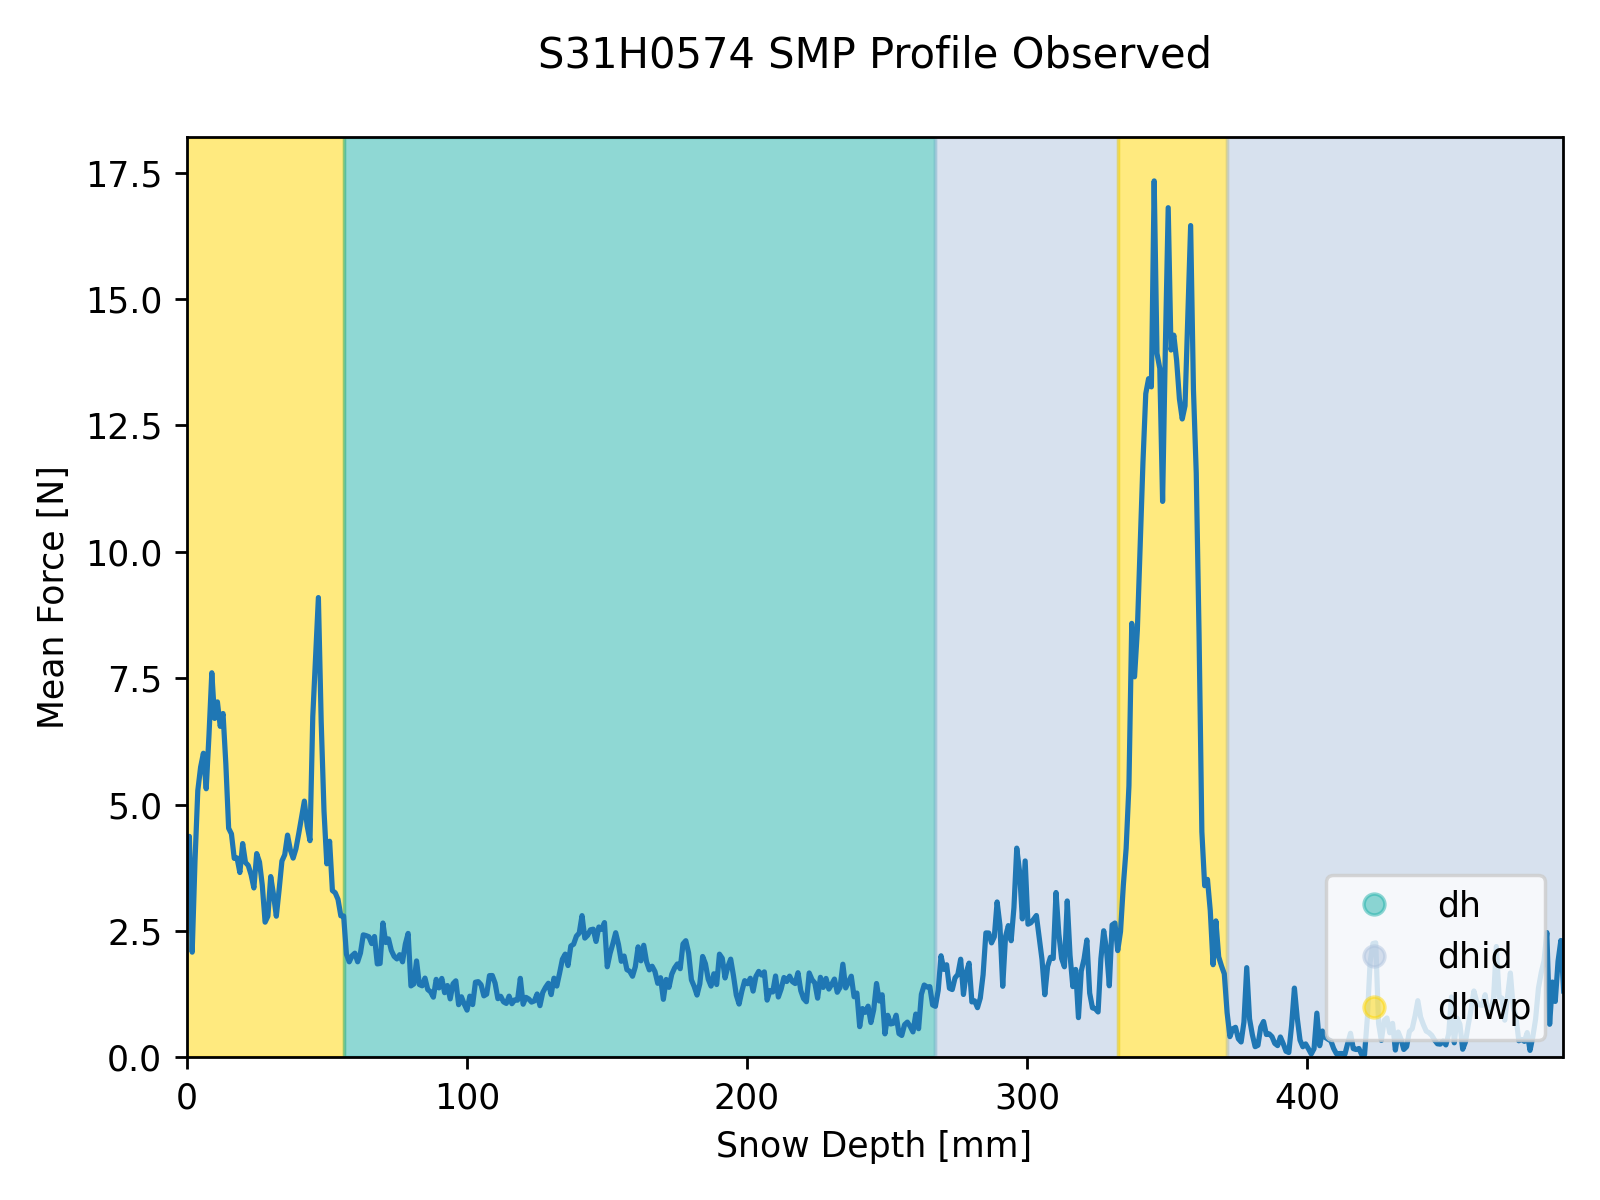 S31H0574 SMP Profile Observed
17.5
15.0
12.5
10.0
7.5
5.0
2.5
0.0
Mean Force [N]
dh
dhid
dhwp
0 100 200 300 400
Snow Depth [mm]